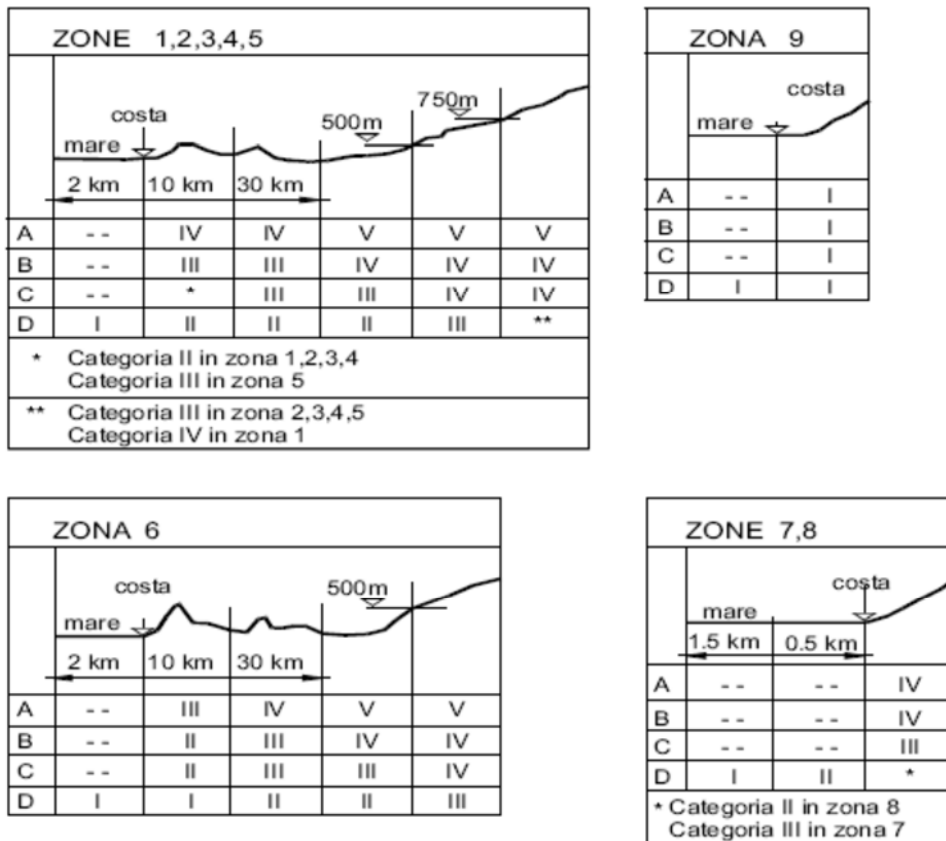 ZONE 1,2,3,4,5
costa
mare
500m
750m
2 km 10 km 30 km
A -- IV IV V V V
B -- III III IV IV IV
C -- * III III IV IV
D I II II II III **
* Categoria II in zona 1,2,3,4
Categoria III in zona 5
** Categoria III in zona 2,3,4,5
Categoria IV in zona 1
ZONA 9
costa
mare
A -- I
B -- I
C -- I
D I I
ZONA 6
costa
mare
500m
2 km 10 km 30 km
A -- III IV V V
B -- II III IV IV
C -- II III III IV
D I I II II III
ZONE 7,8
costa
mare
1.5 km 0.5 km
A -- -- IV
B -- -- IV
C -- -- III
D I II *
* Categoria II in zona 8
Categoria III in zona 7